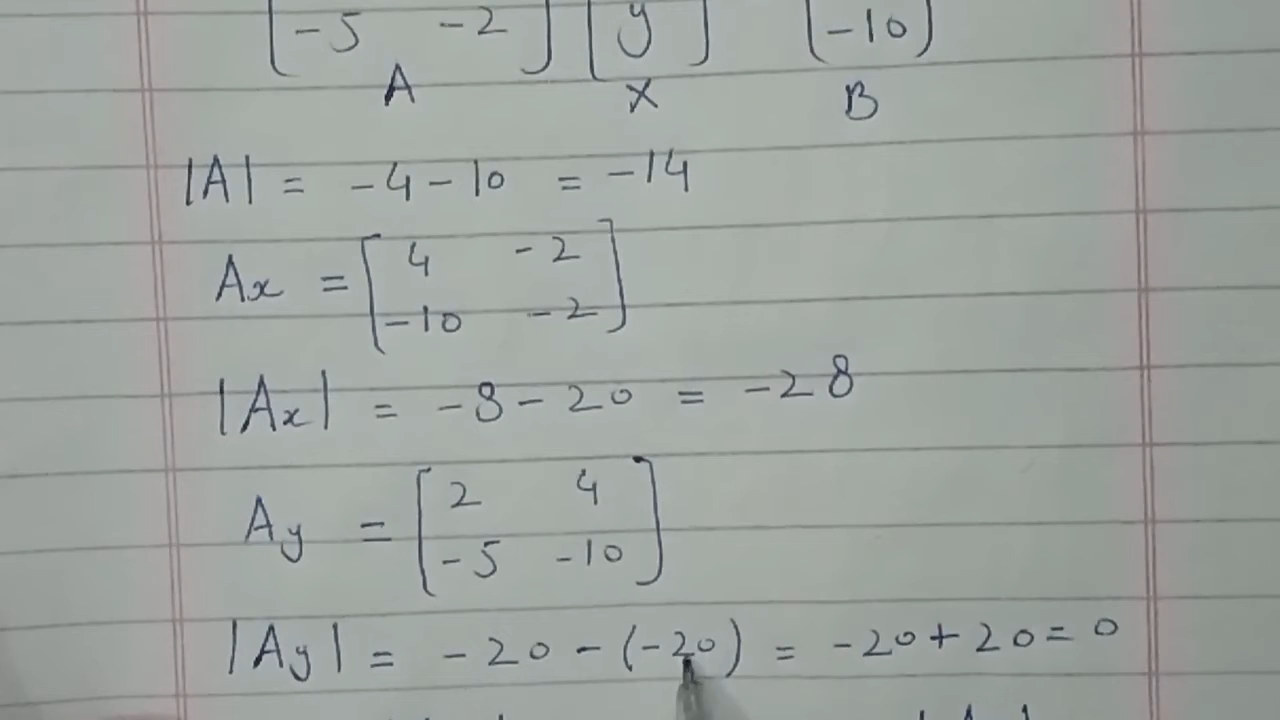 -5 -2 y -10
A X B
|A| = -4-10 = -14
Ax = [4 -2
-10 -2]
|Ax| = -8-20 = -28
Ay = [2 4
-5 -10]
|Ay| = -20-(-20) = -20+20=0